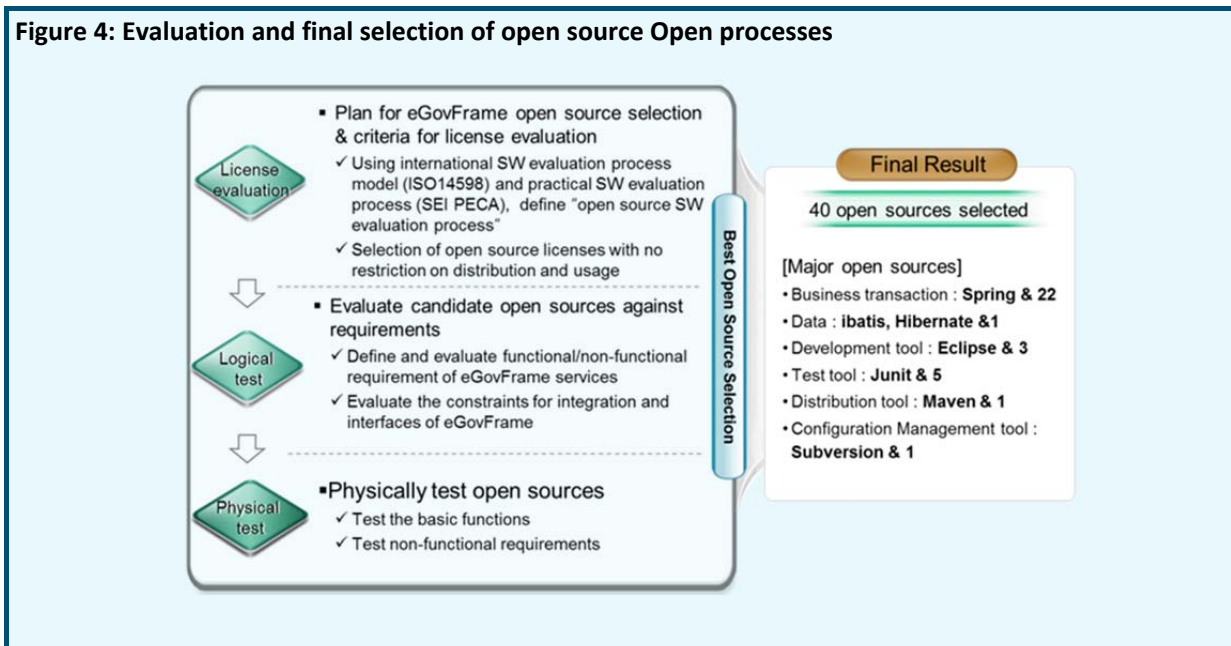 Figure 4: Evaluation and final selection of open source Open processes
License
evaluation
▪ Plan for eGovFrame open source selection
& criteria for license evaluation
✓ Using international SW evaluation process
model (ISO14598) and practical SW evaluation
process (SEI PECA), define "open source SW
evaluation process"
✓ Selection of open source licenses with no
restriction on distribution and usage
Logical
test
▪ Evaluate candidate open sources against
requirements
✓ Define and evaluate functional/non-functional
requirement of eGovFrame services
✓ Evaluate the constraints for integration and
interfaces of eGovFrame
Physical
test
▪Physically test open sources
✓ Test the basic functions
✓ Test non-functional requirements
Best Open Source Selection
Final Result
40 open sources selected
[Major open sources]
• Business transaction : Spring & 22
• Data : ibatis, Hibernate &1
• Development tool : Eclipse & 3
• Test tool : Junit & 5
• Distribution tool : Maven & 1
• Configuration Management tool :
Subversion & 1